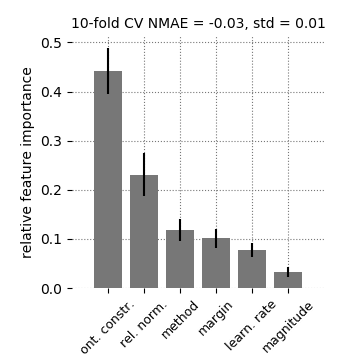 10-fold CV NMAE = -0.03, std = 0.01
relative feature importance
0.5
0.4
0.3
0.2
0.1
0.0
ont. constr.
rel. norm.
method
margin
learn. rate
magnitude